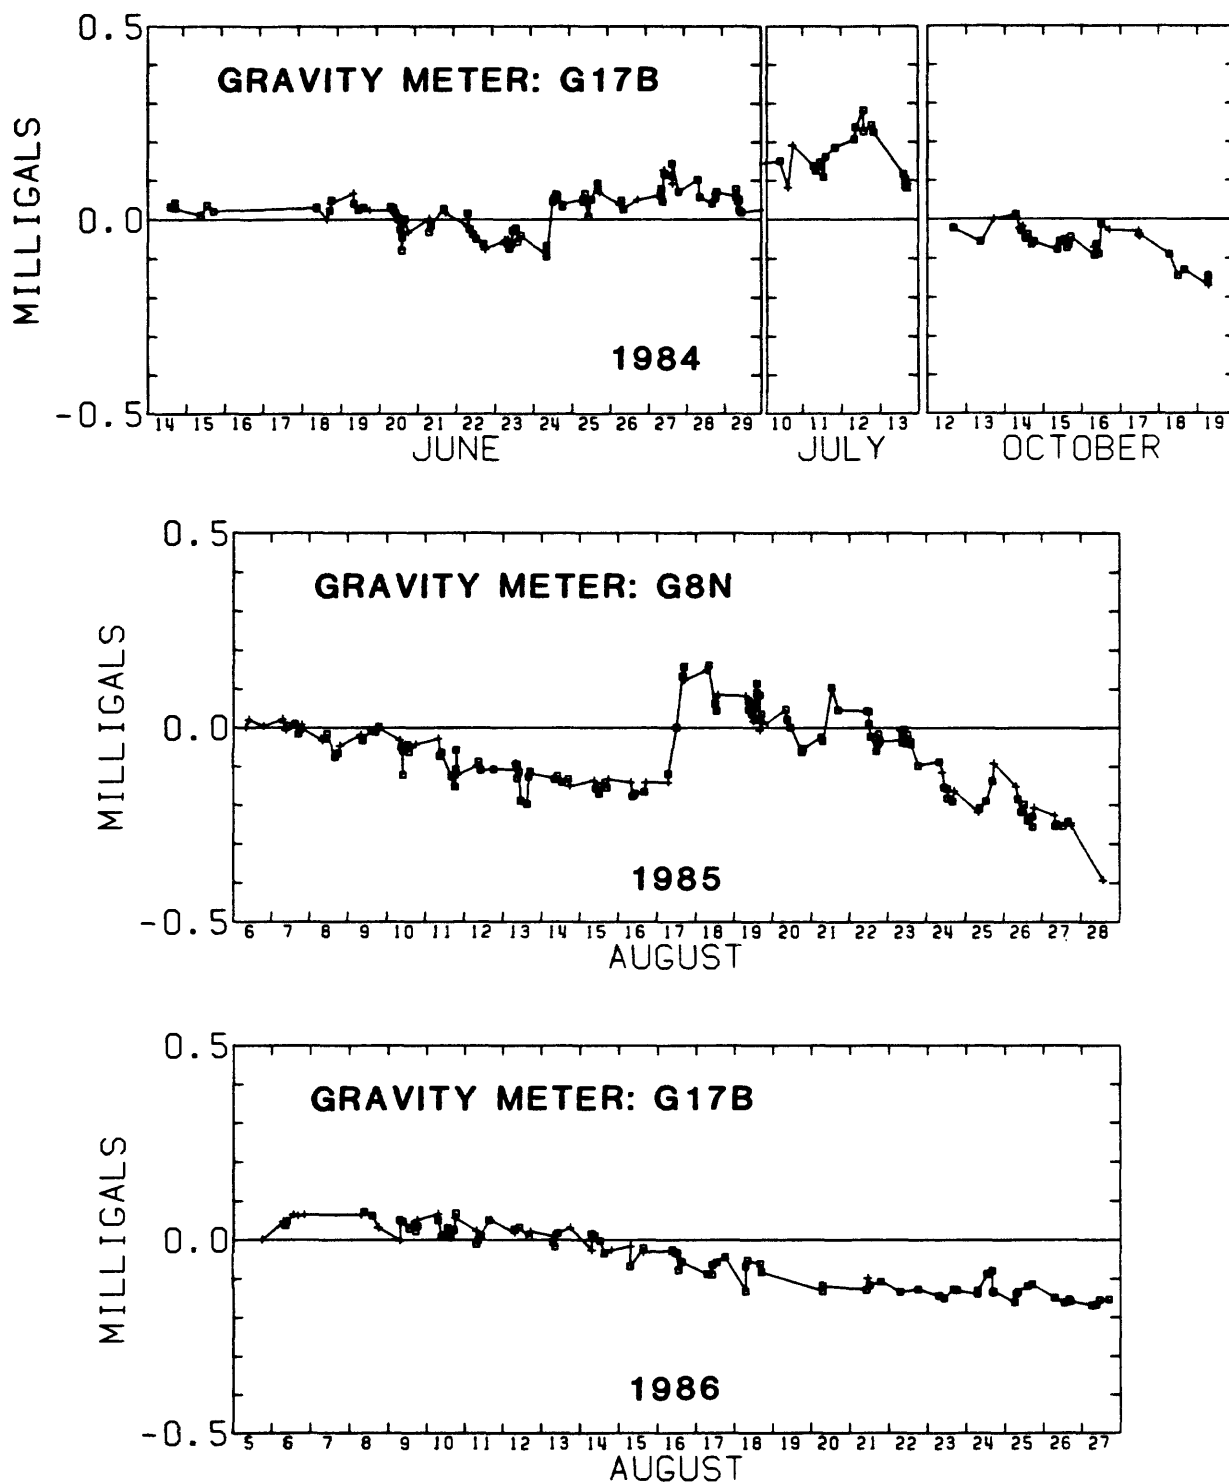 0.5
GRAVITY METER: G17B
MILLIGALS
0.0
1984
-0.5
14 15 16 17 18 19 20 21 22 23 24 25 26 27 28 29 10 11 12 13 12 13 14 15 16 17 18 19
JUNE JULY OCTOBER
0.5
GRAVITY METER: G8N
MILLIGALS
0.0
1985
-0.5
6 7 8 9 10 11 12 13 14 15 16 17 18 19 20 21 22 23 24 25 26 27 28
AUGUST
0.5
GRAVITY METER: G17B
MILLIGALS
0.0
1986
-0.5
5 6 7 8 9 10 11 12 13 14 15 16 17 18 19 20 21 22 23 24 25 26 27
AUGUST